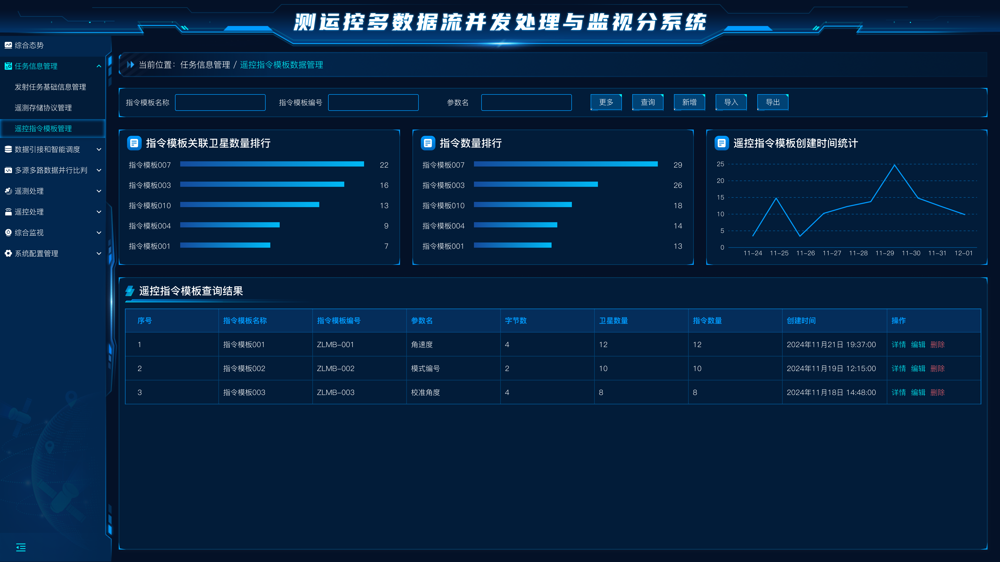 测运控多数据流并发处理与监视分系统
综合态势
任务信息管理
发射任务基础信息管理
遥测存储协议管理
遥控指令模板管理
数据引接和智能调度
多源多路数据并行比判
遥测处理
遥控处理
综合监视
系统配置管理
当前位置：任务信息管理 / 遥控指令模板数据管理
指令模板名称 指令模板编号 参数名 更多 查询 新增 导入 导出
指令模板关联卫星数量排行
指令模板007 22
指令模板003 16
指令模板010 13
指令模板004 9
指令模板001 7
指令数量排行
指令模板007 29
指令模板003 26
指令模板010 18
指令模板004 14
指令模板001 13
遥控指令模板创建时间统计
25
20
15
10
5
0
11-24 11-25 11-26 11-27 11-28 11-29 11-30 11-31 12-01
遥控指令模板查询结果
序号 指令模板名称 指令模板编号 参数名 字节数 卫星数量 指令数量 创建时间 操作
1 指令模板001 ZLMB-001 角速度 4 12 12 2024年11月21日 19:37:00 详情 编辑 删除
2 指令模板002 ZLMB-002 模式编号 2 10 10 2024年11月19日 12:15:00 详情 编辑 删除
3 指令模板003 ZLMB-003 校准角度 4 8 8 2024年11月18日 14:48:00 详情 编辑 删除